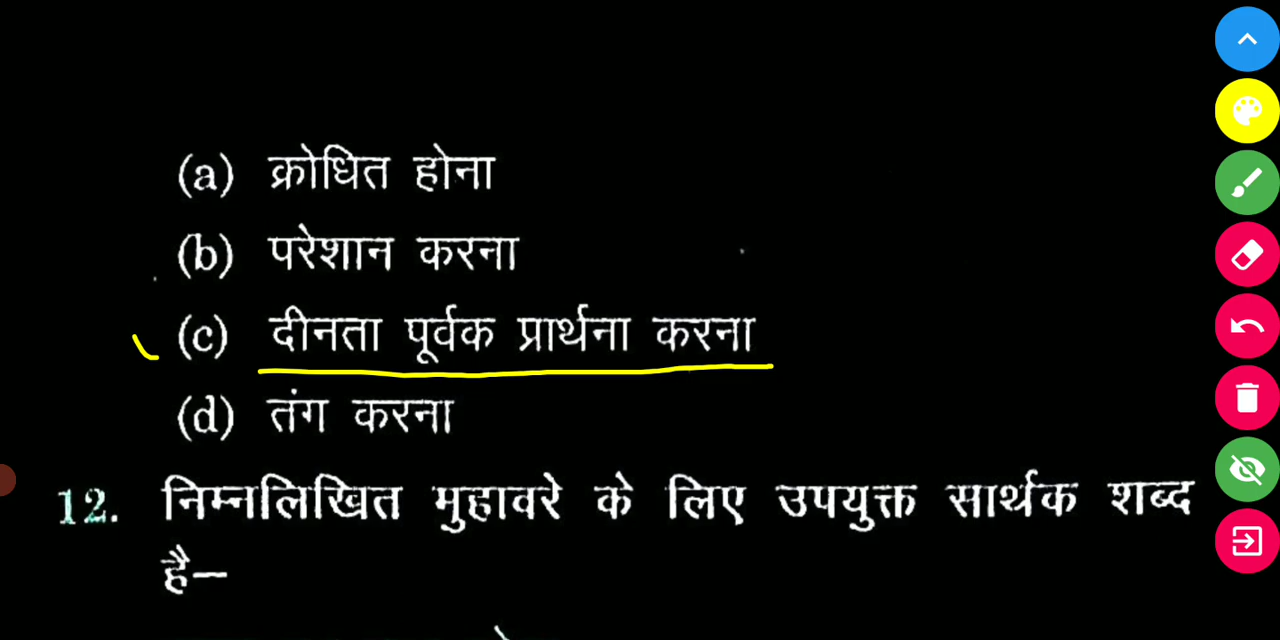 (a) क्रोधित होना
(b) परेशान करना
(c) दीनता पूर्वक प्रार्थना करना
(d) तंग करना
12. निम्नलिखित मुहावरे के लिए उपयुक्त सार्थक शब्द
है–